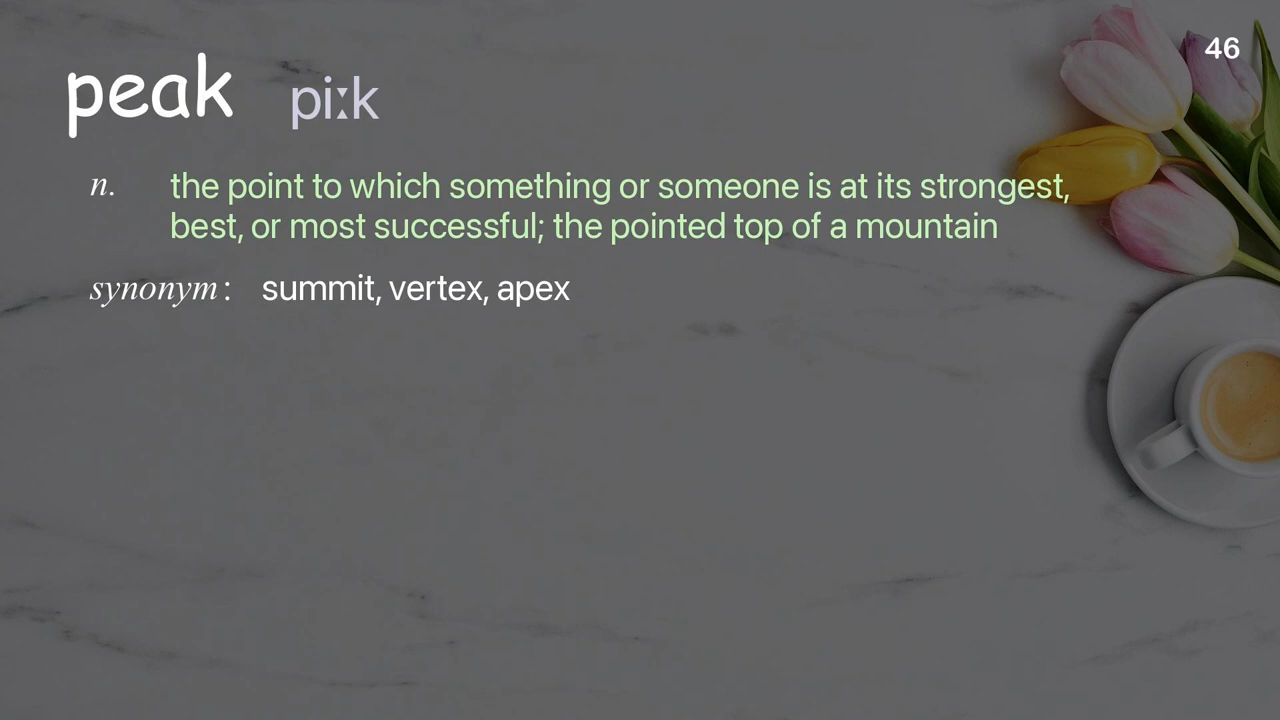 46
peak piːk
n. the point to which something or someone is at its strongest,
best, or most successful; the pointed top of a mountain
synonym: summit, vertex, apex